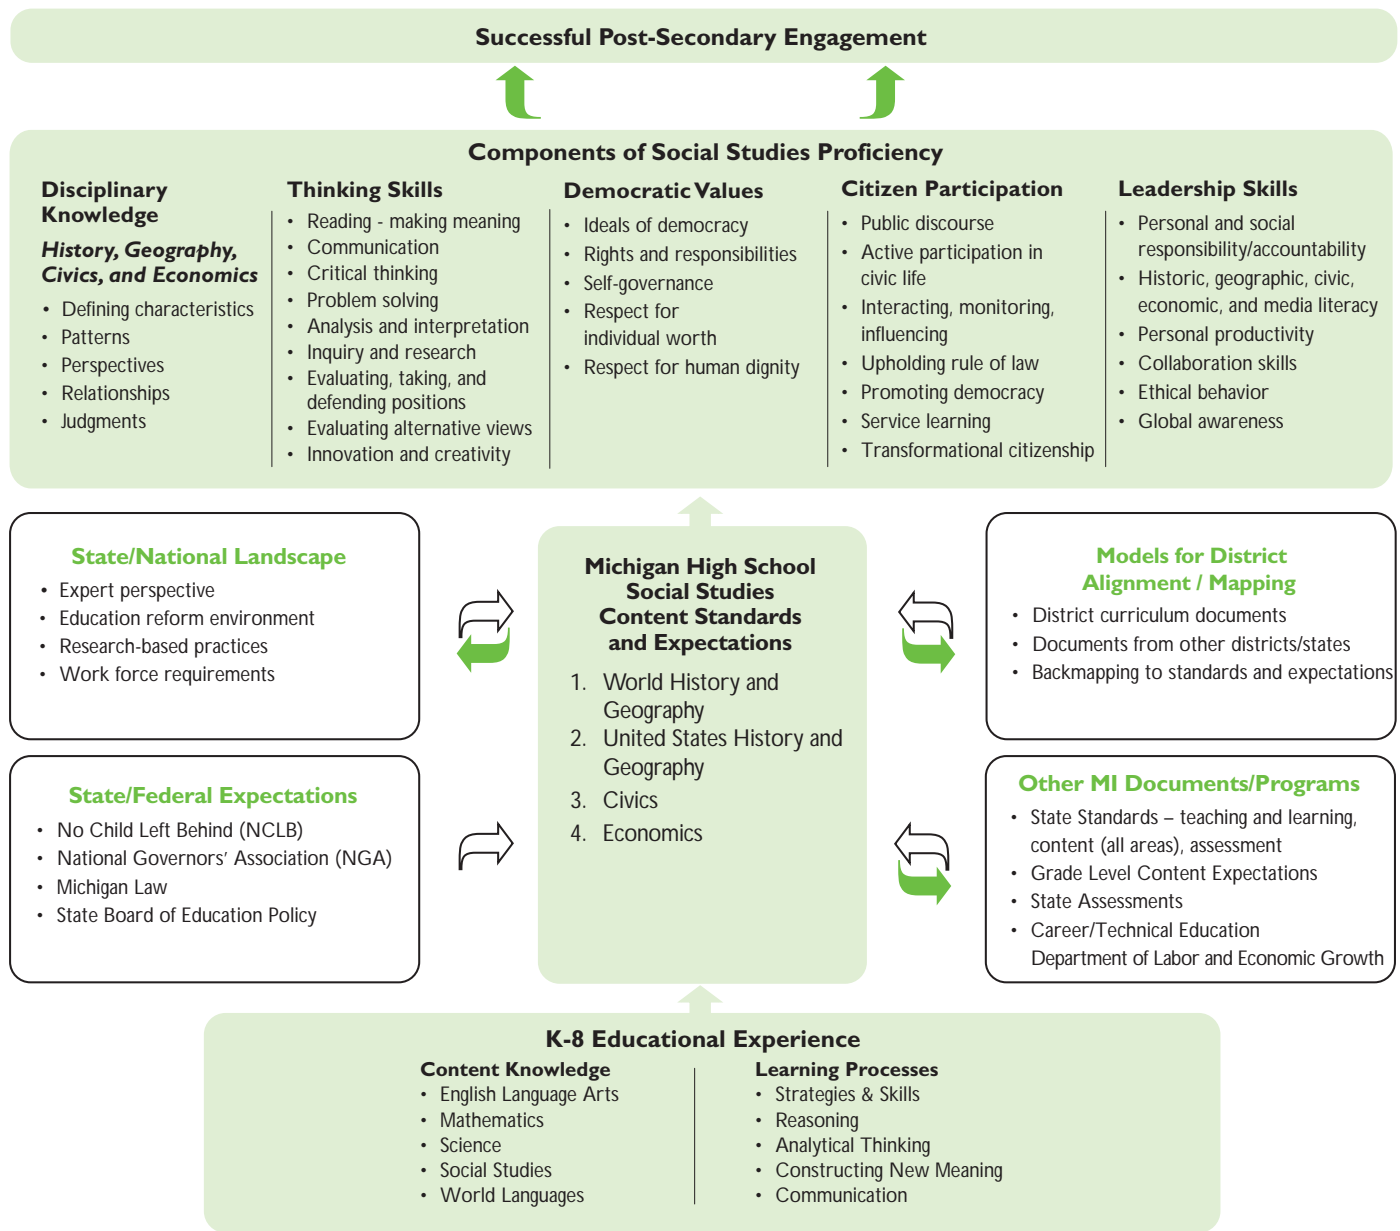 Successful Post-Secondary Engagement
Components of Social Studies Proficiency
Disciplinary
Knowledge
History, Geography,
Civics, and Economics
• Defining characteristics
• Patterns
• Perspectives
• Relationships
• Judgments
Thinking Skills
• Reading - making meaning
• Communication
• Critical thinking
• Problem solving
• Analysis and interpretation
• Inquiry and research
• Evaluating, taking, and
defending positions
• Evaluating alternative views
• Innovation and creativity
Democratic Values
• Ideals of democracy
• Rights and responsibilities
• Self-governance
• Respect for
individual worth
• Respect for human dignity
Citizen Participation
• Public discourse
• Active participation in
civic life
• Interacting, monitoring,
influencing
• Upholding rule of law
• Promoting democracy
• Service learning
• Transformational citizenship
Leadership Skills
• Personal and social
responsibility/accountability
• Historic, geographic, civic,
economic, and media literacy
• Personal productivity
• Collaboration skills
• Ethical behavior
• Global awareness
State/National Landscape
• Expert perspective
• Education reform environment
• Research-based practices
• Work force requirements
State/Federal Expectations
• No Child Left Behind (NCLB)
• National Governors' Association (NGA)
• Michigan Law
• State Board of Education Policy
Michigan High School
Social Studies
Content Standards
and Expectations
1. World History and
Geography
2. United States History and
Geography
3. Civics
4. Economics
Models for District
Alignment / Mapping
• District curriculum documents
• Documents from other districts/states
• Backmapping to standards and expectations
Other MI Documents/Programs
• State Standards – teaching and learning,
content (all areas), assessment
• Grade Level Content Expectations
• State Assessments
• Career/Technical Education
Department of Labor and Economic Growth
K-8 Educational Experience
Content Knowledge
• English Language Arts
• Mathematics
• Science
• Social Studies
• World Languages
Learning Processes
• Strategies & Skills
• Reasoning
• Analytical Thinking
• Constructing New Meaning
• Communication